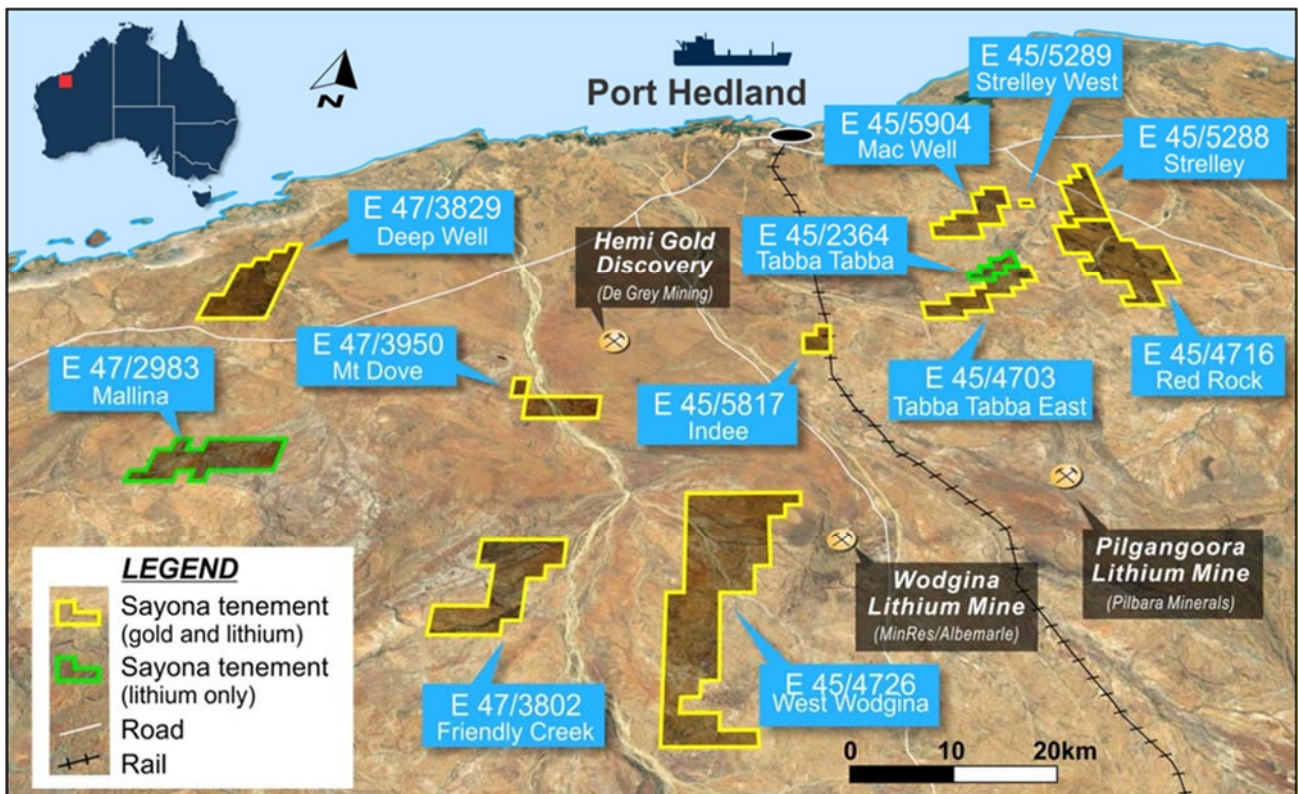 N
Port Hedland
E 45/5289
Strelley West
E 45/5904
Mac Well
E 45/5288
Strelley
E 47/3829
Deep Well
Hemi Gold
Discovery
(De Grey Mining)
E 45/2364
Tabba Tabba
E 47/3950
Mt Dove
E 47/2983
Mallina
E 45/5817
Indee
E 45/4703
Tabba Tabba East
E 45/4716
Red Rock
Wodgina
Lithium Mine
(MinRes/Albemarle)
Pilgangoora
Lithium Mine
(Pilbara Minerals)
E 47/3802
Friendly Creek
E 45/4726
West Wodgina
LEGEND
Sayona tenement
(gold and lithium)
Sayona tenement
(lithium only)
Road
Rail
0 10 20km